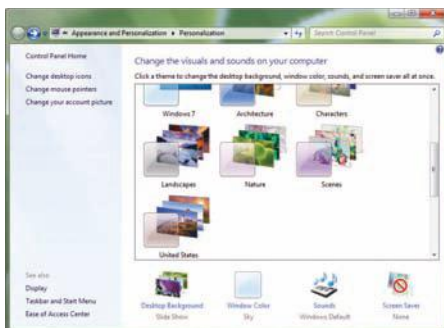 Appearance and Personalization ▸ Personalization
Search Control Panel
Control Panel Home
Change desktop icons
Change mouse pointers
Change your account picture
See also
Display
Taskbar and Start Menu
Ease of Access Center
Change the visuals and sounds on your computer
Click a theme to change the desktop background, window color, sounds, and screen saver all at once.
Windows 7
Architecture
Characters
Landscapes
Nature
Scenes
United States
Desktop Background
Slide Show
Window Color
Sky
Sounds
Windows Default
Screen Saver
None